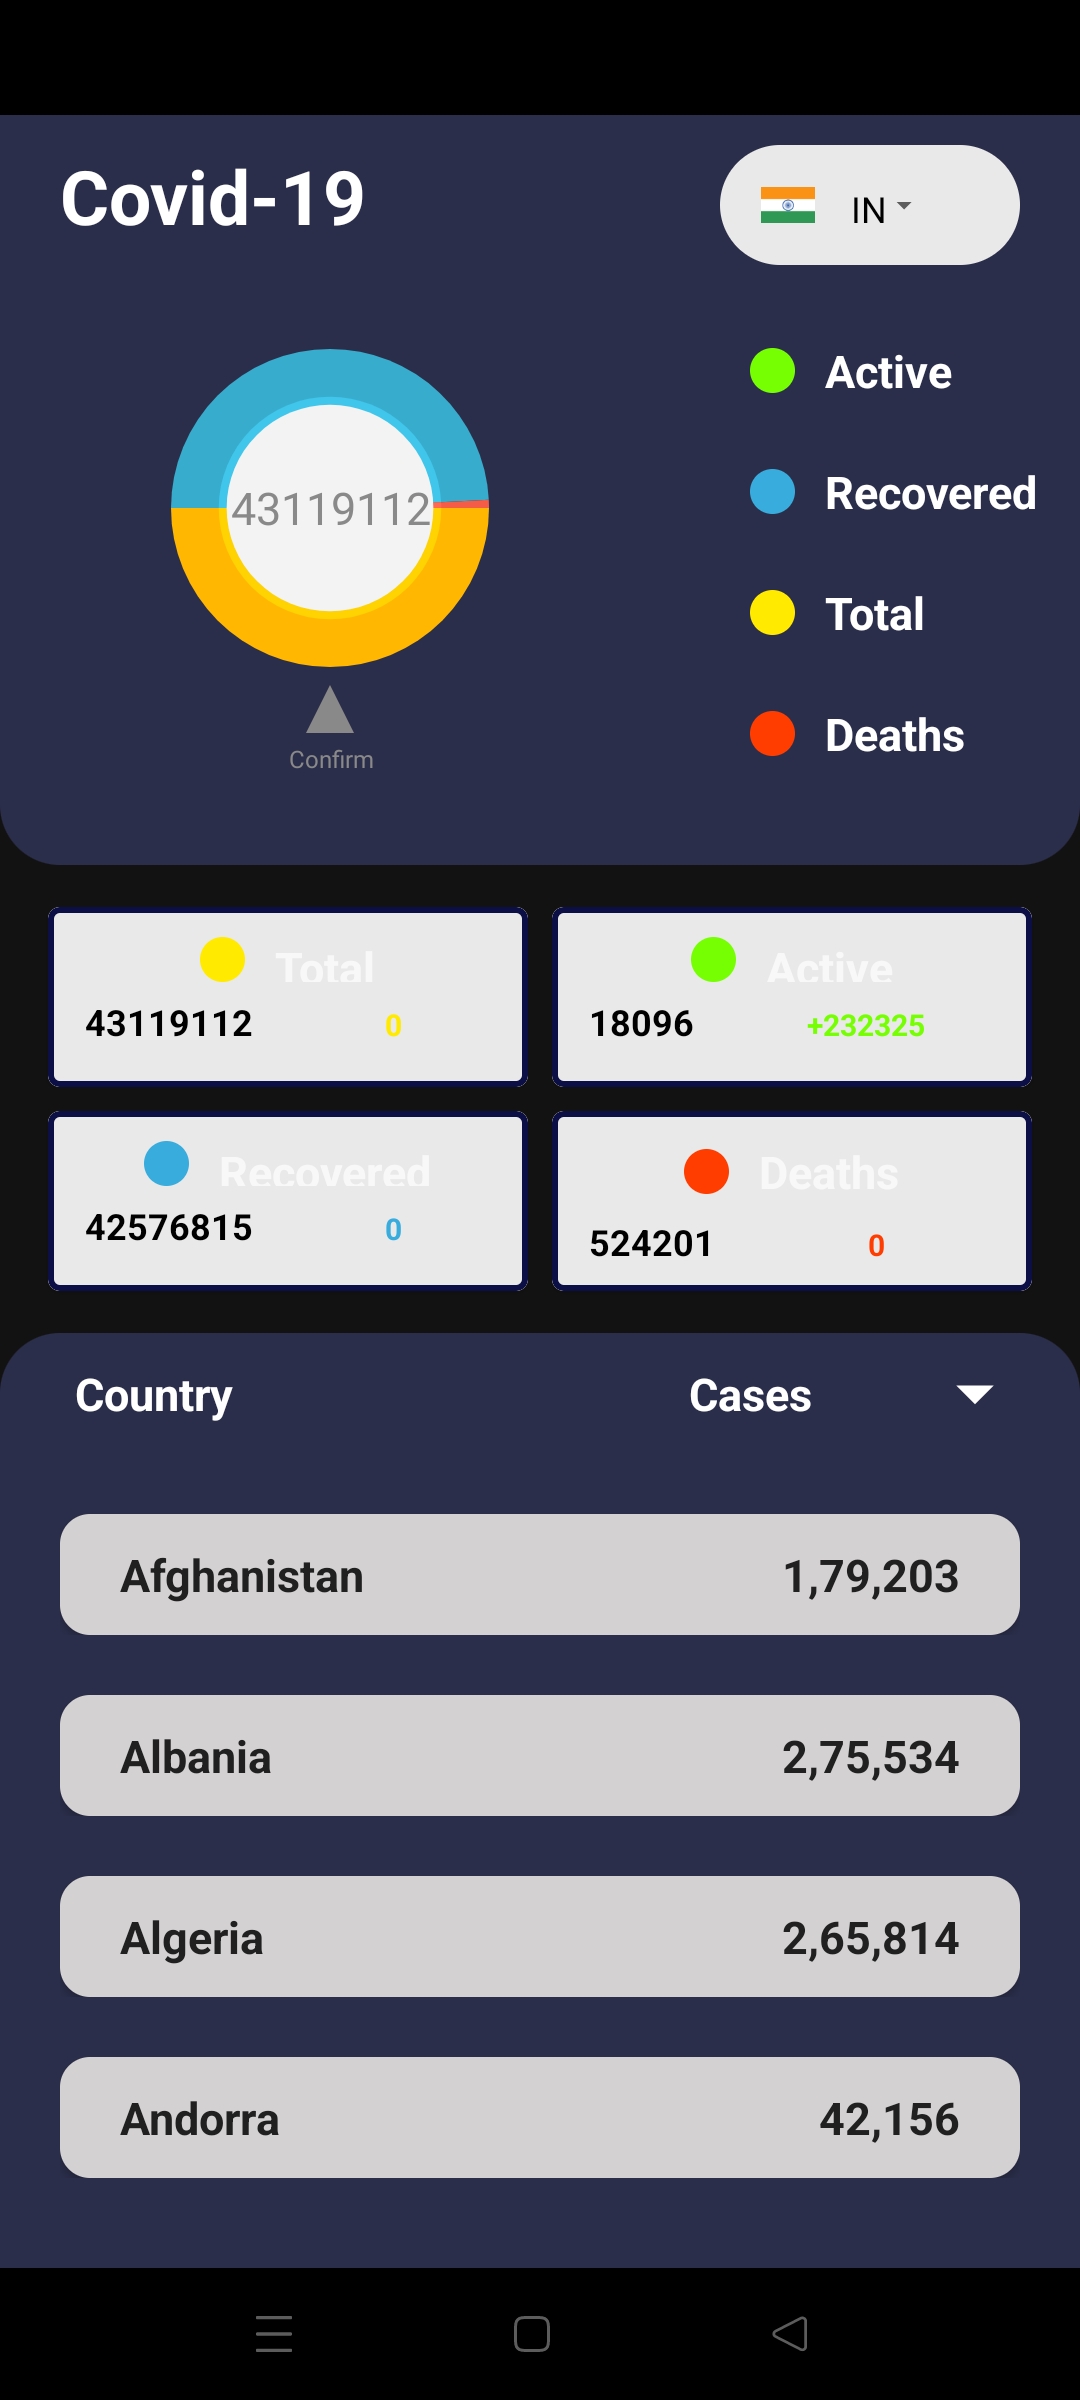 Covid-19
IN
Active
Recovered
43119112
Total
Deaths
Confirm
Total
43119112 0
Active
18096 +232325
Recovered
42576815 0
Deaths
524201 0
Country Cases
Afghanistan 1,79,203
Albania 2,75,534
Algeria 2,65,814
Andorra 42,156